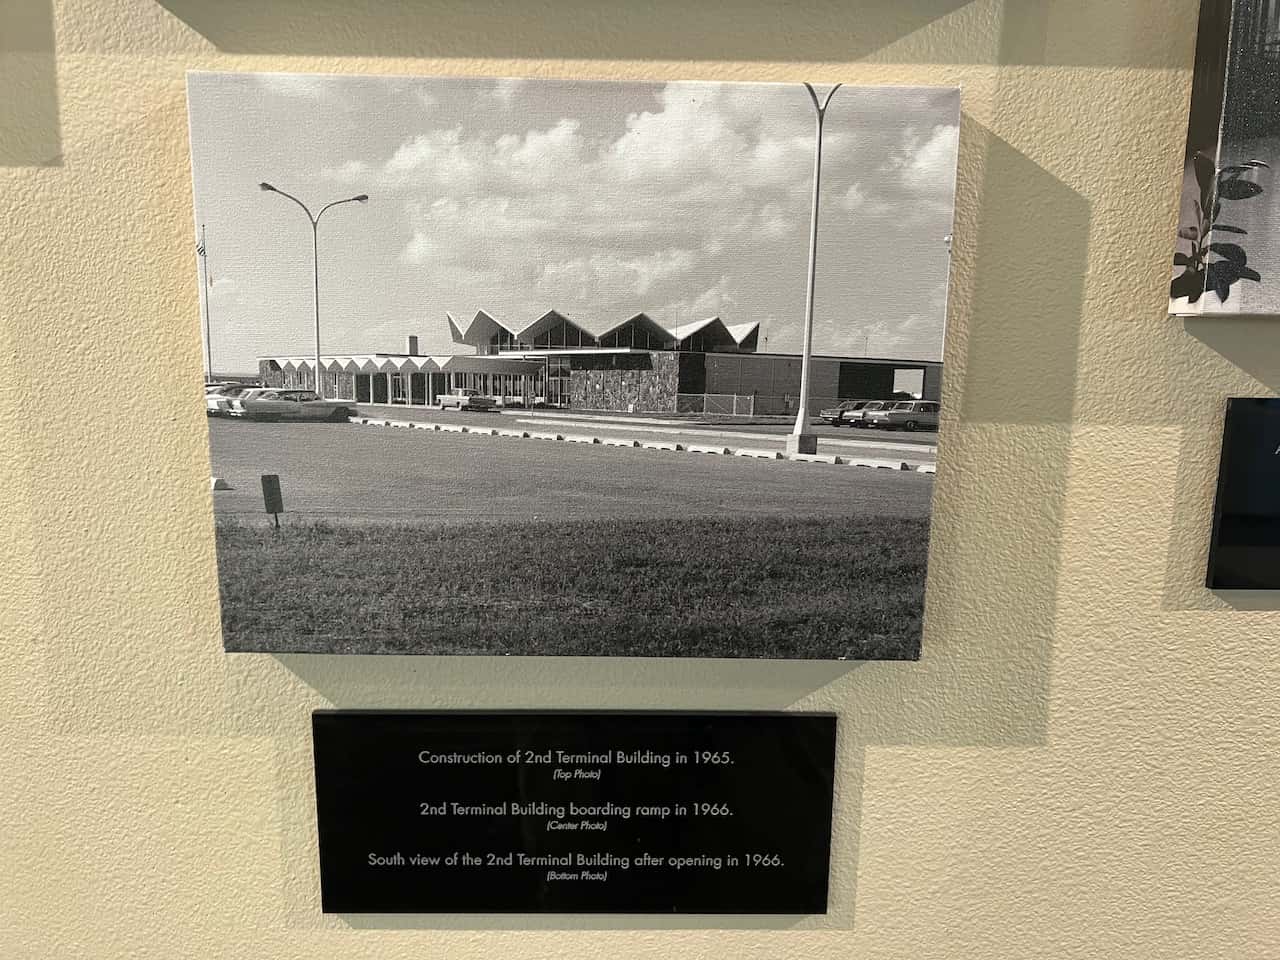 Construction of 2nd Terminal Building in 1965.
(Top Photo)
2nd Terminal Building boarding ramp in 1966.
(Center Photo)
South view of the 2nd Terminal Building after opening in 1966.
(Bottom Photo)